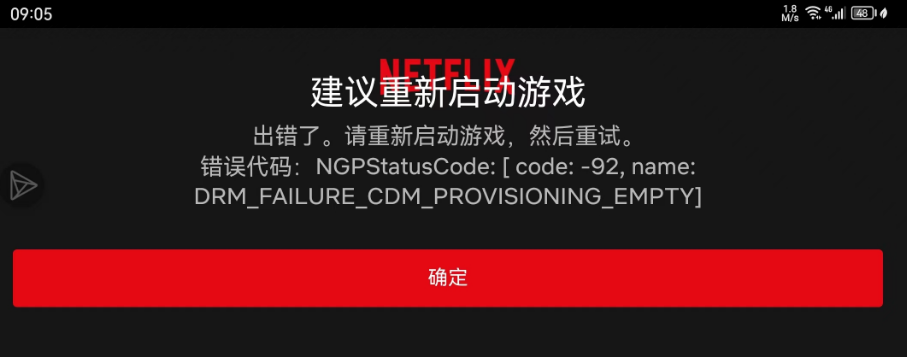 09:05
1.8
M/s
4G
48
NETFLIX
建议重新启动游戏
出错了。请重新启动游戏，然后重试。
错误代码：NGPStatusCode: [ code: -92, name:
DRM_FAILURE_CDM_PROVISIONING_EMPTY]
确定